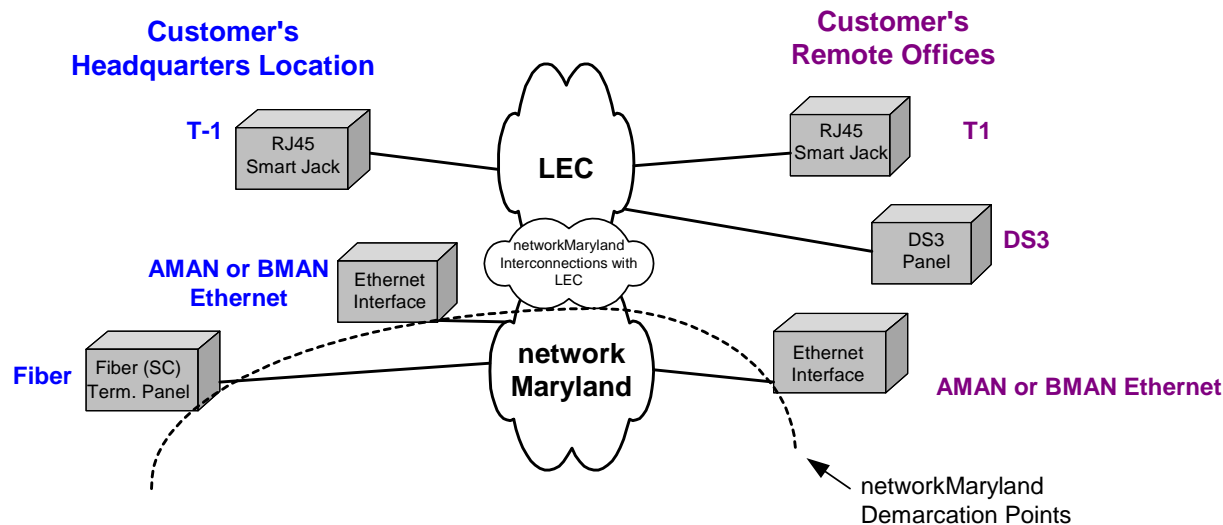 Customer's
Headquarters Location
Customer's
Remote Offices
T-1
RJ45
Smart Jack
LEC
RJ45
Smart Jack
T1
networkMaryland
Interconnections with
LEC
DS3
Panel
DS3
AMAN or BMAN
Ethernet
Ethernet
Interface
Fiber
Fiber (SC)
Term. Panel
network
Maryland
Ethernet
Interface
AMAN or BMAN Ethernet
networkMaryland
Demarcation Points